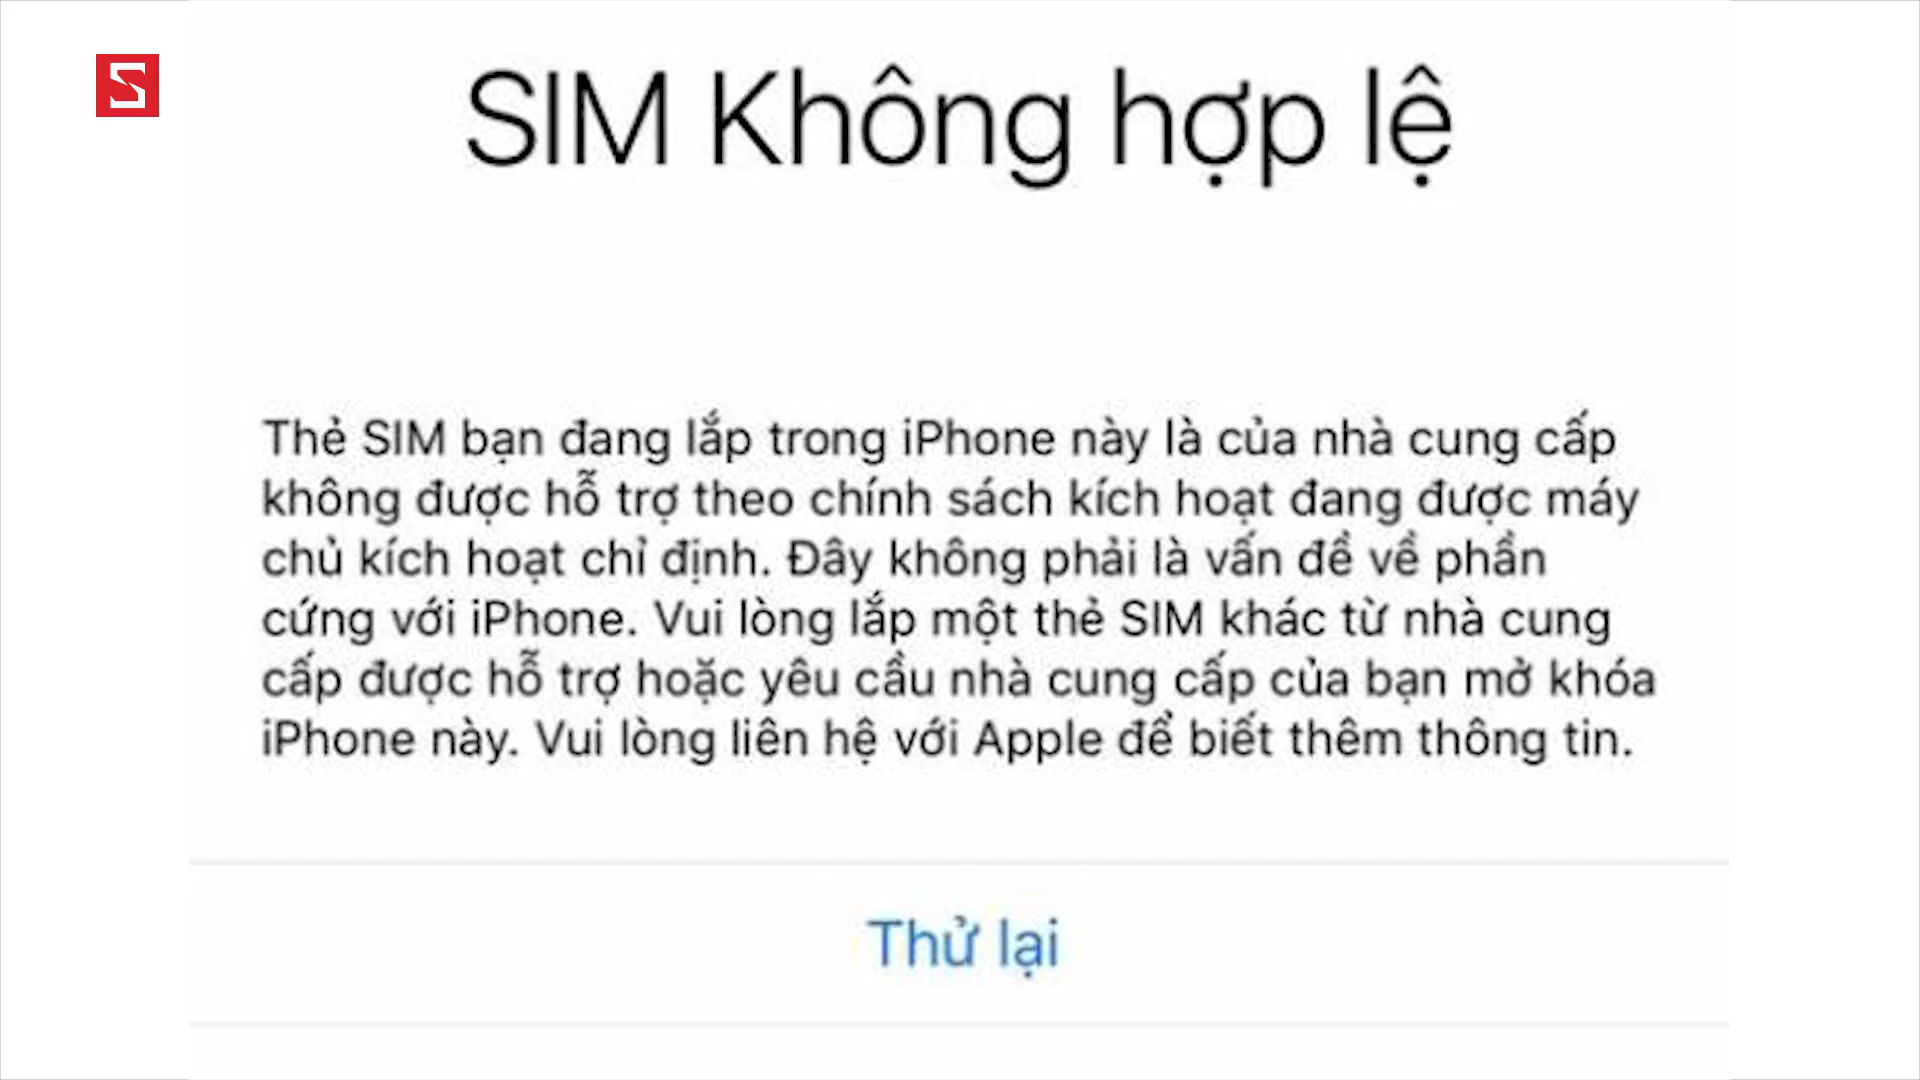 S
SIM Không hợp lệ
Thẻ SIM bạn đang lắp trong iPhone này là của nhà cung cấp
không được hỗ trợ theo chính sách kích hoạt đang được máy
chủ kích hoạt chỉ định. Đây không phải là vấn đề về phần
cứng với iPhone. Vui lòng lắp một thẻ SIM khác từ nhà cung
cấp được hỗ trợ hoặc yêu cầu nhà cung cấp của bạn mở khóa
iPhone này. Vui lòng liên hệ với Apple để biết thêm thông tin.
Thử lại